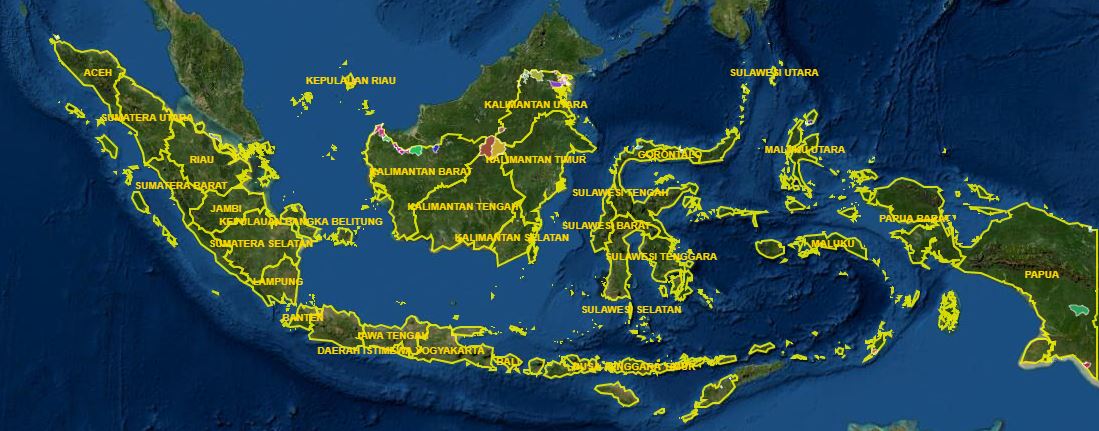 ACEH
SULAWESI UTARA
KEPULAUAN RIAU
KALIMANTAN UTARA
SUMATERA UTARA
MALUKU UTARA
GORONTALO
RIAU
KALIMANTAN TIMUR
KALIMANTAN BARAT
SUMATERA BARAT
SULAWESI TENGAH
JAMBI
KALIMANTAN TENGAH
PAPUA BARAT
KEPULAUAN BANGKA BELITUNG
SULAWESI BARAT
KALIMANTAN SELATAN
SUMATERA SELATAN
MALUKU
SULAWESI TENGGARA
PAPUA
LAMPUNG
SULAWESI SELATAN
BANTEN
JAWA TENGAH
DAERAH ISTIMEWA YOGYAKARTA
BALI
NUSA TENGGARA TIMUR